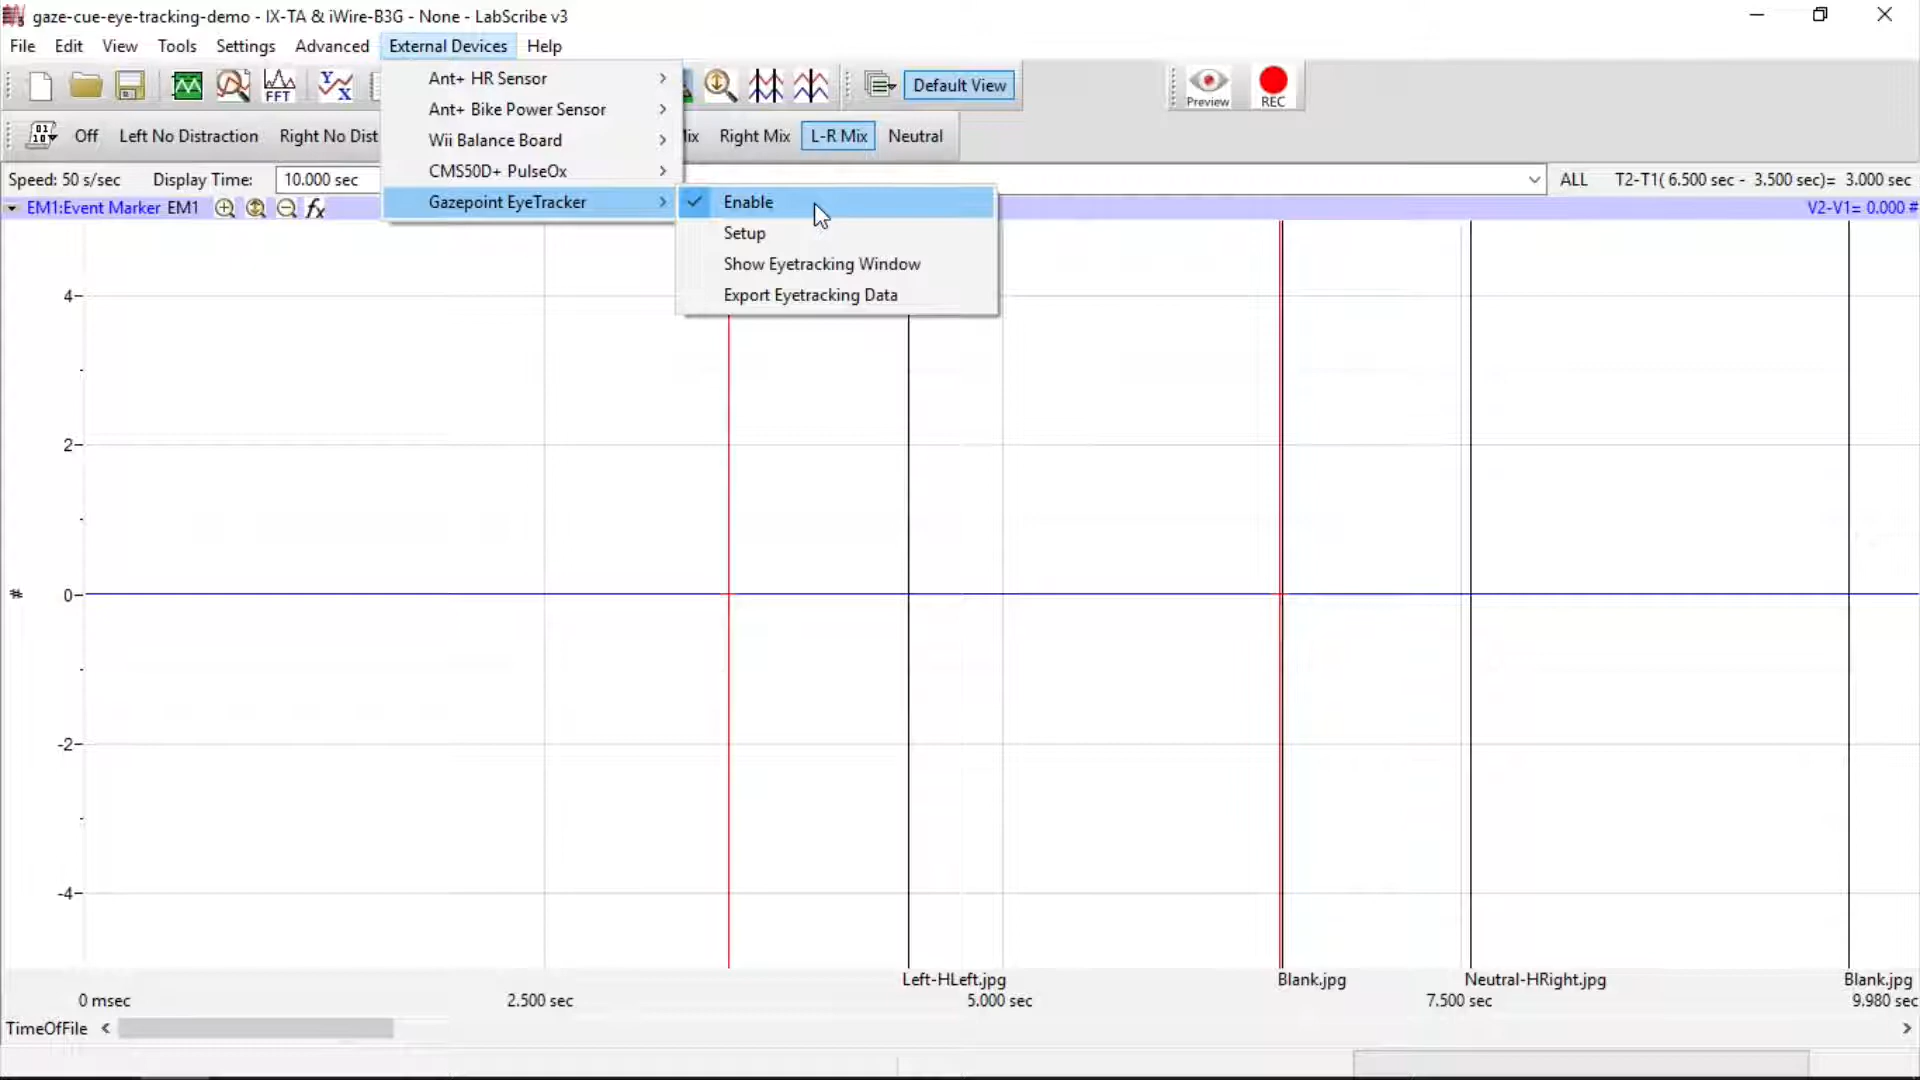 gaze-cue-eye-tracking-demo - IX-TA & iWire-B3G - None - LabScribe v3
File Edit View Tools Settings Advanced External Devices Help
FFT Y X Default View Preview REC
Ant+ HR Sensor
Ant+ Bike Power Sensor
Wii Balance Board
CMS50D+ PulseOx
Gazepoint EyeTracker
Enable
Setup
Show Eyetracking Window
Export Eyetracking Data
Off Left No Distraction Right No Dist Right Mix L-R Mix Neutral
Speed: 50 s/sec Display Time: 10.000 sec ALL T2-T1( 6.500 sec - 3.500 sec)= 3.000 sec
EM1:Event Marker EM1 fx V2-V1= 0.000 #
4
2
# 0
-2
-4
Left-HLeft.jpg Blank.jpg Neutral-HRight.jpg Blank.jpg
0 msec 2.500 sec 5.000 sec 7.500 sec 9.980 sec
TimeOfFile